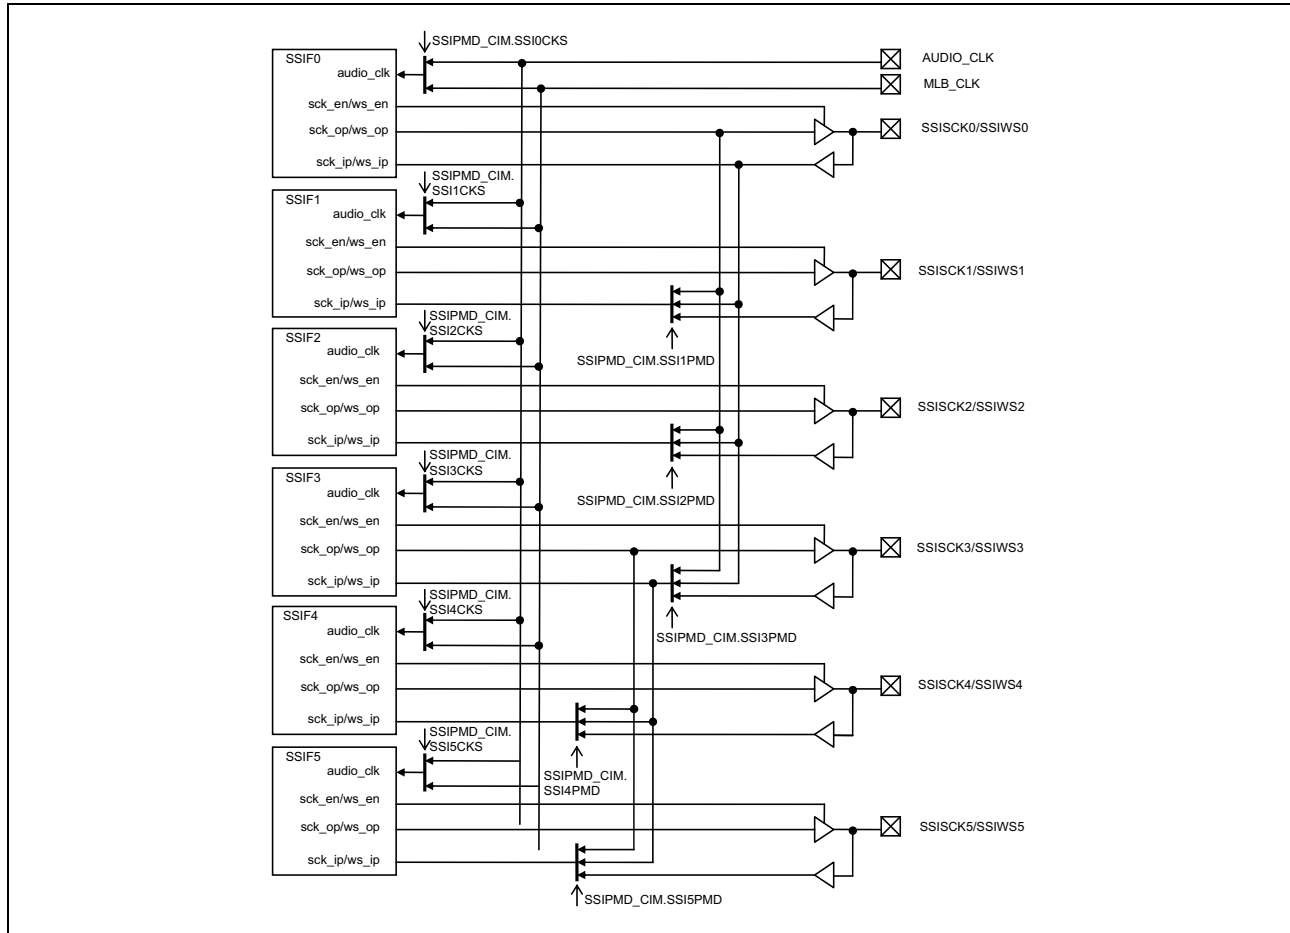 SSIPMD_CIM.SSI0CKS
SSIF0
audio_clk
AUDIO_CLK
MLB_CLK
sck_en/ws_en
sck_op/ws_op
SSISCK0/SSIWS0
sck_ip/ws_ip
SSIPMD_CIM.
SSI1CKS
SSIF1
audio_clk
sck_en/ws_en
sck_op/ws_op
SSISCK1/SSIWS1
sck_ip/ws_ip
SSIPMD_CIM.
SSI2CKS
SSIF2
audio_clk
SSIPMD_CIM.SSI1PMD
sck_en/ws_en
sck_op/ws_op
SSISCK2/SSIWS2
sck_ip/ws_ip
SSIPMD_CIM.
SSI3CKS
SSIF3
audio_clk
SSIPMD_CIM.SSI2PMD
sck_en/ws_en
sck_op/ws_op
SSISCK3/SSIWS3
sck_ip/ws_ip
SSIPMD_CIM.
SSI4CKS
SSIF4
audio_clk
SSIPMD_CIM.SSI3PMD
sck_en/ws_en
sck_op/ws_op
SSISCK4/SSIWS4
sck_ip/ws_ip
SSIPMD_CIM.
SSI5CKS
SSIF5
audio_clk
SSIPMD_CIM.
SSI4PMD
sck_en/ws_en
sck_op/ws_op
SSISCK5/SSIWS5
sck_ip/ws_ip
SSIPMD_CIM.SSI5PMD